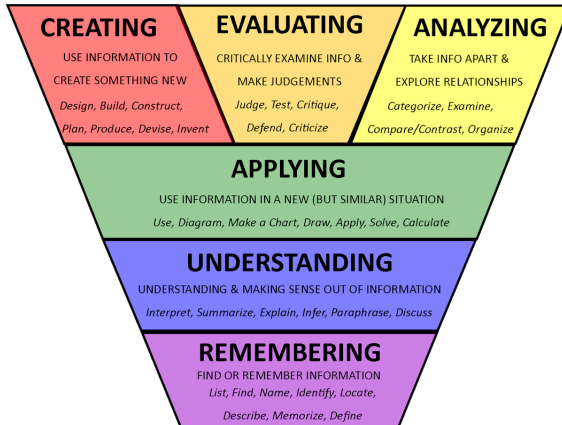 CREATING
USE INFORMATION TO
CREATE SOMETHING NEW
Design, Build, Construct,
Plan, Produce, Devise, Invent
EVALUATING
CRITICALLY EXAMINE INFO &
MAKE JUDGEMENTS
Judge, Test, Critique,
Defend, Criticize
ANALYZING
TAKE INFO APART &
EXPLORE RELATIONSHIPS
Categorize, Examine,
Compare/Contrast, Organize
APPLYING
USE INFORMATION IN A NEW (BUT SIMILAR) SITUATION
Use, Diagram, Make a Chart, Draw, Apply, Solve, Calculate
UNDERSTANDING
UNDERSTANDING & MAKING SENSE OUT OF INFORMATION
Interpret, Summarize, Explain, Infer, Paraphrase, Discuss
REMEMBERING
FIND OR REMEMBER INFORMATION
List, Find, Name, Identify, Locate,
Describe, Memorize, Define